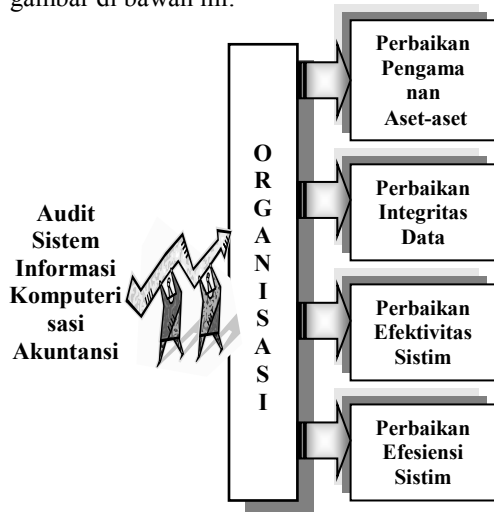 gambar di bawah ini:
Audit
Sistem
Informasi
Komputeri
sasi
Akuntansi
O
R
G
A
N
I
S
A
S
I
Perbaikan
Pengama
nan
Aset-aset
Perbaikan
Integritas
Data
Perbaikan
Efektivitas
Sistim
Perbaikan
Efesiensi
Sistim